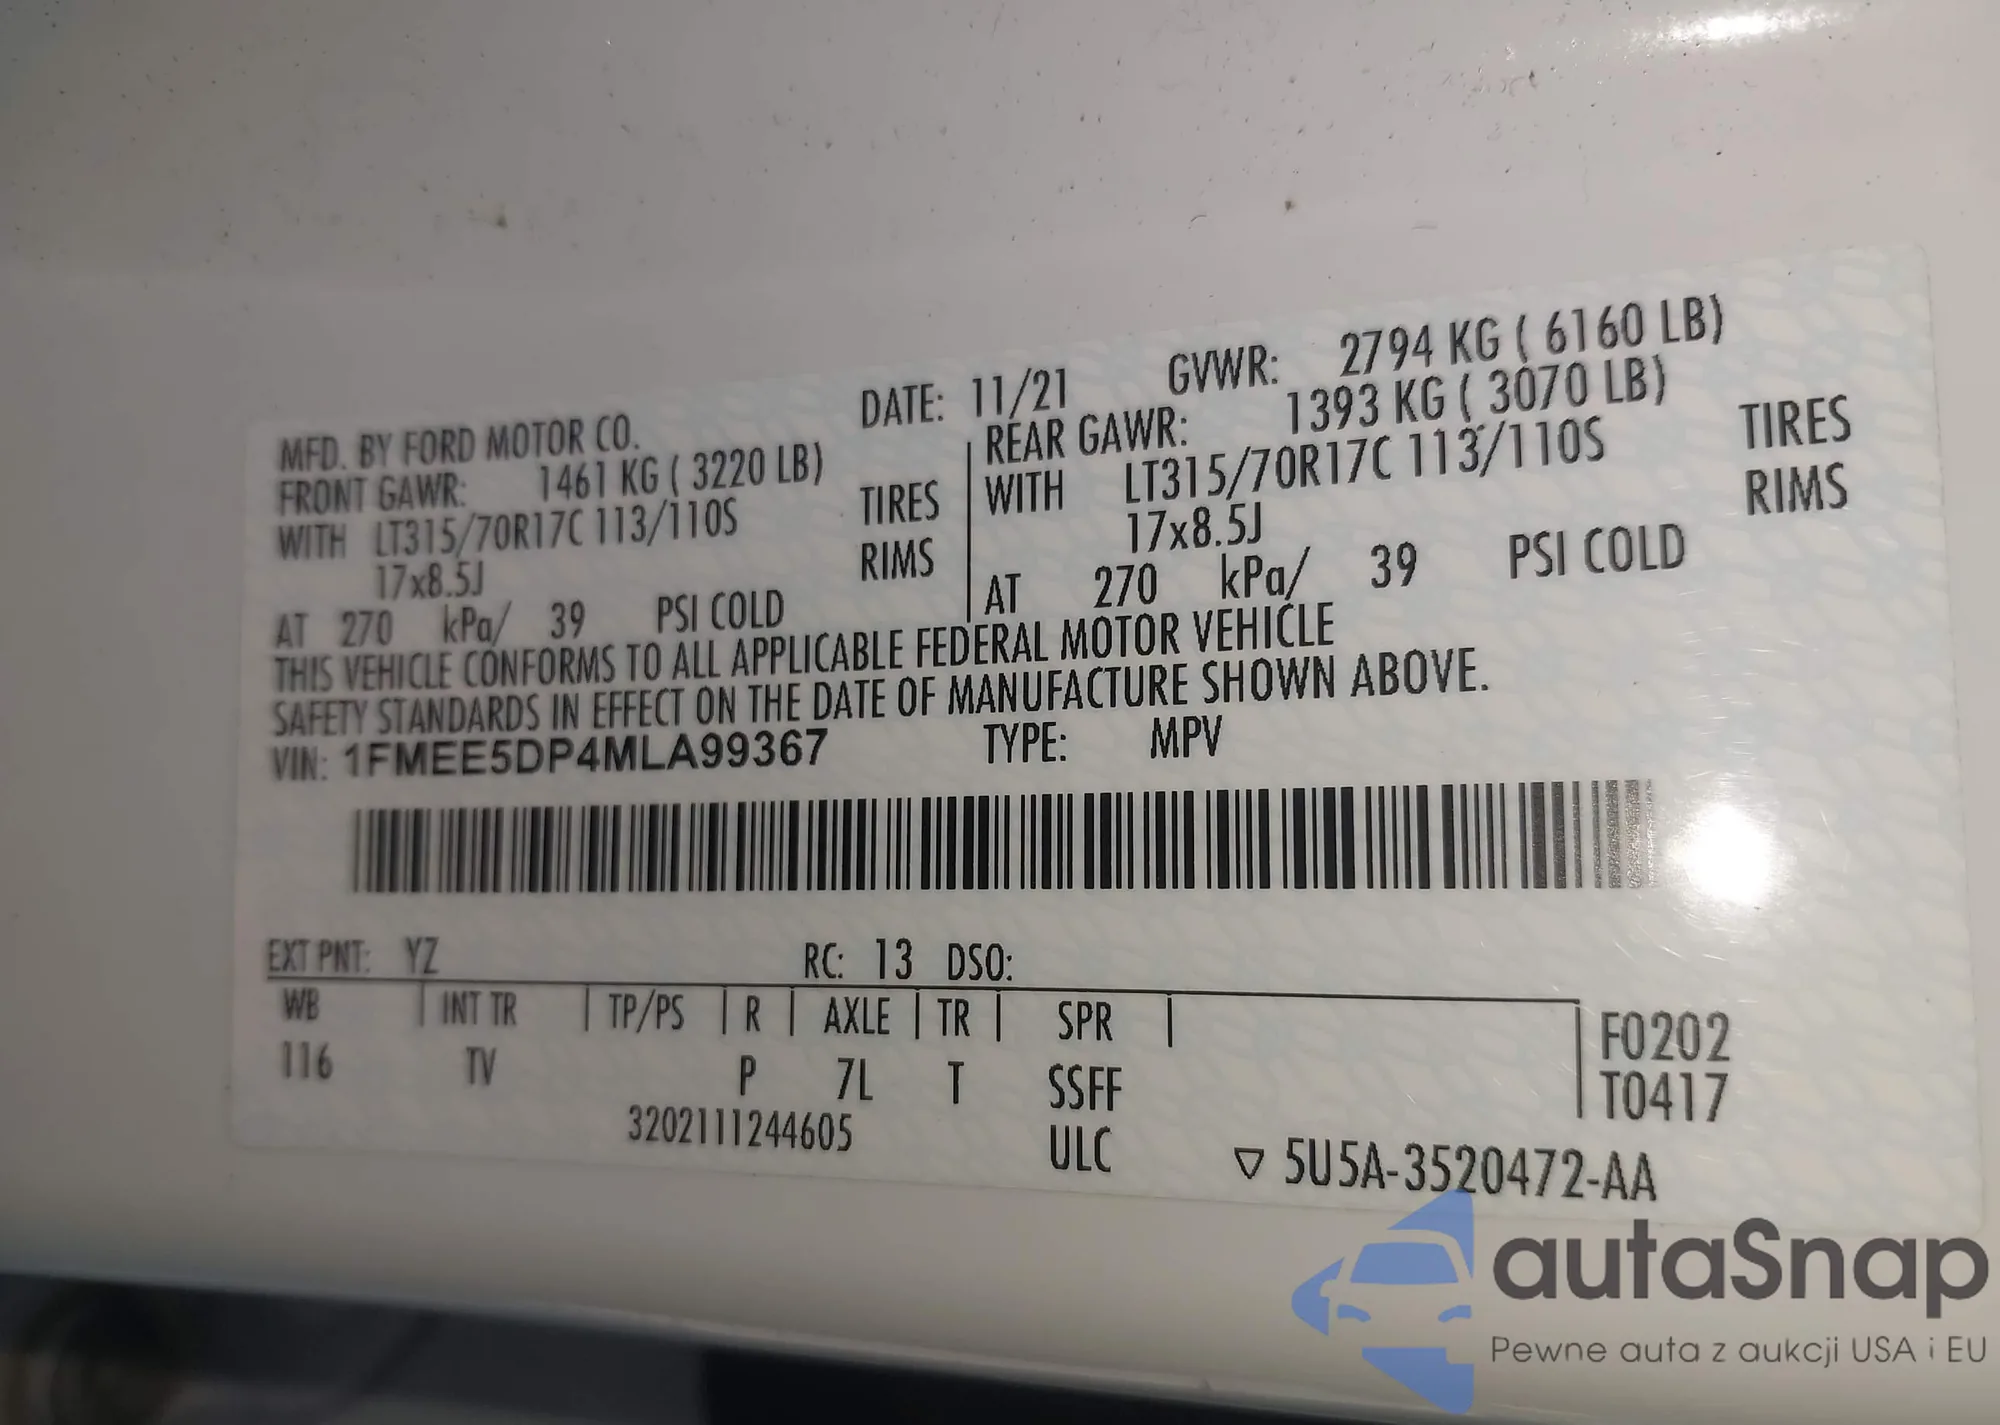 MFD. BY FORD MOTOR CO. DATE: 11/21 GVWR: 2794 KG ( 6160 LB)
FRONT GAWR: 1461 KG ( 3220 LB) REAR GAWR: 1393 KG ( 3070 LB)
WITH LT315/70R17C 113/110S TIRES WITH LT315/70R17C 113/110S TIRES
17x8.5J RIMS 17x8.5J RIMS
AT 270 kPa/ 39 PSI COLD AT 270 kPa/ 39 PSI COLD
THIS VEHICLE CONFORMS TO ALL APPLICABLE FEDERAL MOTOR VEHICLE
SAFETY STANDARDS IN EFFECT ON THE DATE OF MANUFACTURE SHOWN ABOVE.
VIN: 1FMEE5DP4MLA99367 TYPE: MPV
EXT PNT: YZ RC: 13 DSO:
WB INT TR TP/PS R AXLE TR SPR F0202
116 TV P 7L T SSFF T0417
3202111244605 ULC ▽ 5U5A-3520472-AA
autaSnap
Pewne auta z aukcji USA i EU